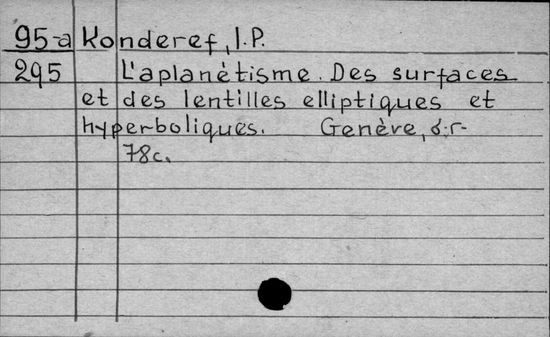 95-a Konderef, I.P.
295 L'aplanètisme. Des surfaces
et des lentilles elliptiques et
hyperboliques. Genève, б.г.
78c.